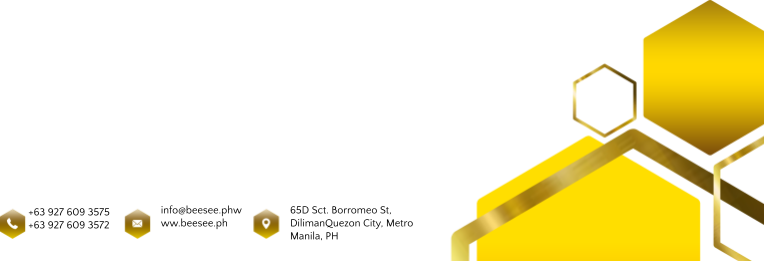 +63 927 609 3575
+63 927 609 3572
info@beesee.phw
ww.beesee.ph
65D Sct. Borromeo St,
DilimanQuezon City, Metro
Manila, PH